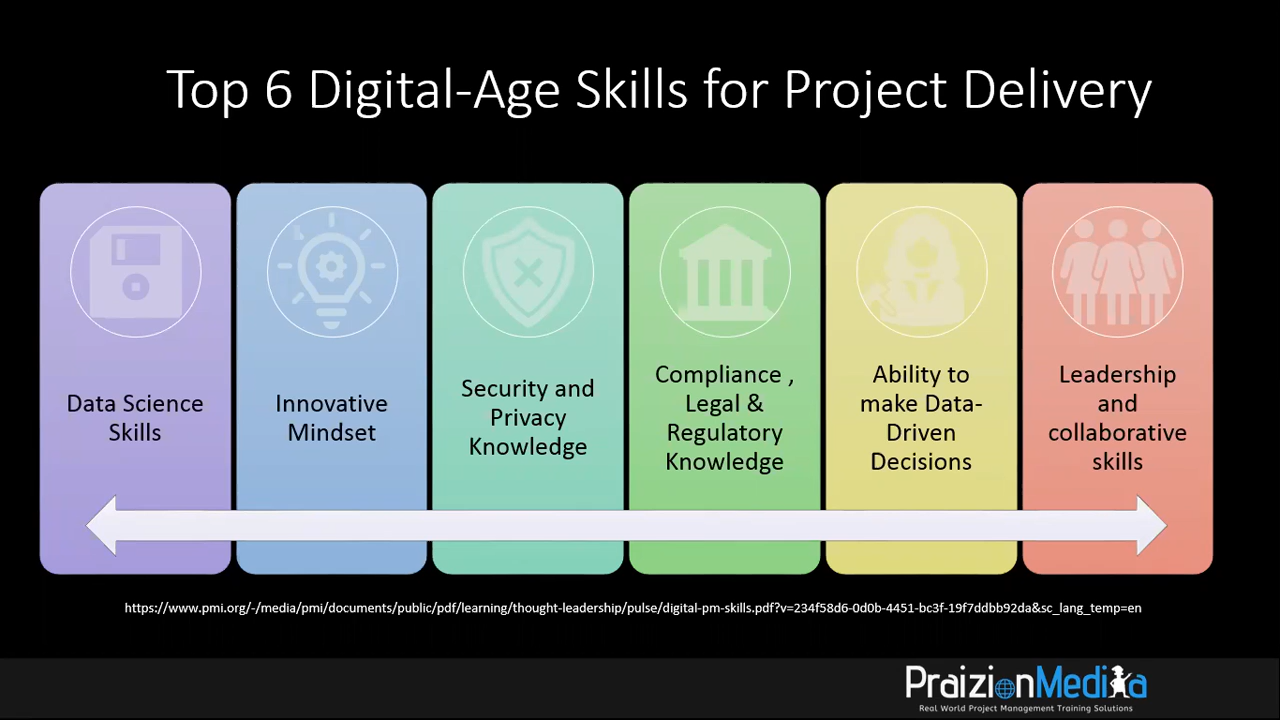 Top 6 Digital-Age Skills for Project Delivery
Data Science
Skills
Innovative
Mindset
Security and
Privacy
Knowledge
Compliance ,
Legal &
Regulatory
Knowledge
Ability to
make Data-
Driven
Decisions
Leadership
and
collaborative
skills
https://www.pmi.org/-/media/pmi/documents/public/pdf/learning/thought-leadership/pulse/digital-pm-skills.pdf?v=234f58d6-0d0b-4451-bc3f-19f7ddbb92da&sc_lang_temp=en
PraizionMedia
Real World Project Management Training Solutions